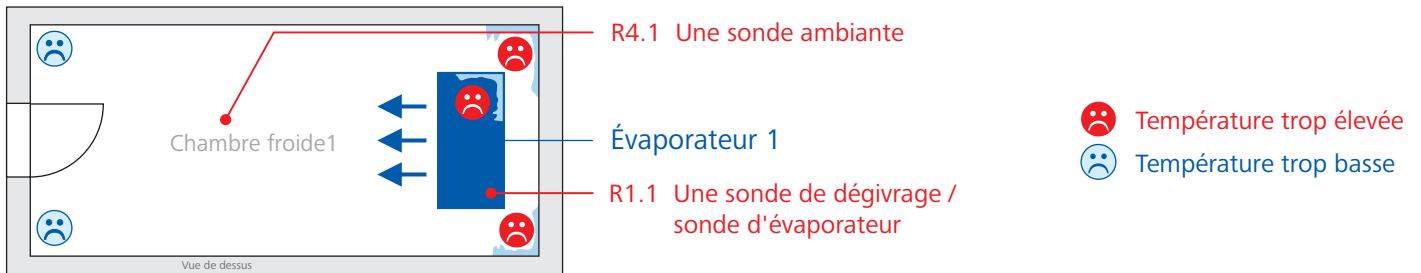 R4.1 Une sonde ambiante
Chambre froide1
Évaporateur 1
R1.1 Une sonde de dégivrage /
sonde d'évaporateur
Vue de dessus
Température trop élevée
Température trop basse